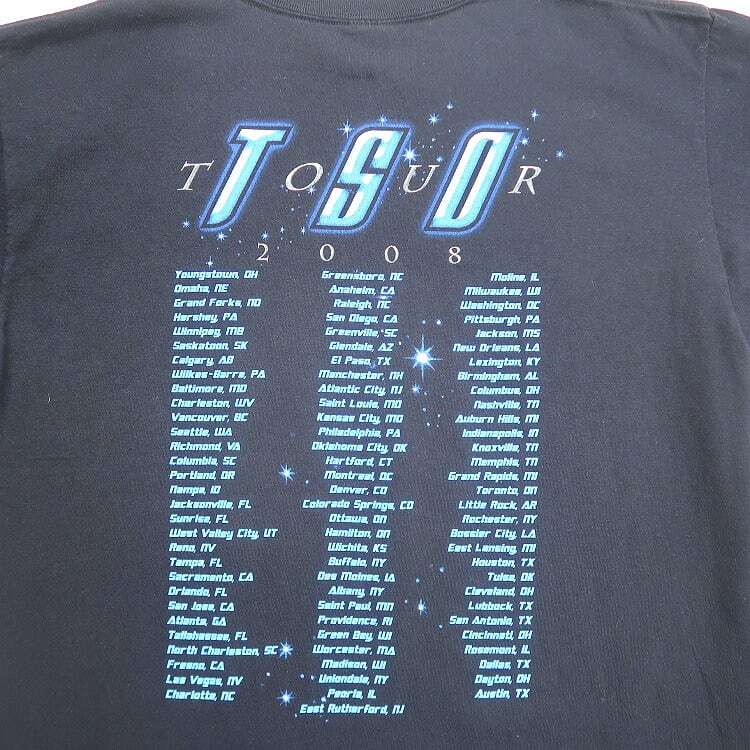 TSO
TOUR
2008
Youngstown, OH
Omaha, NE
Grand Forks, ND
Hershey, PA
Winnipeg, MB
Saskatoon, SK
Calgary, AB
Wilkes-Barre, PA
Baltimore, MD
Charleston, WV
Vancouver, BC
Seattle, WA
Richmond, VA
Columbia, SC
Portland, OR
Nampa, ID
Jacksonville, FL
Sunrise, FL
West Valley City, UT
Reno, NV
Tampa, FL
Sacramento, CA
Orlando, FL
San Jose, CA
Atlanta, GA
Tallahassee, FL
North Charleston, SC
Fresno, CA
Las Vegas, NV
Charlotte, NC
Greensboro, NC
Anaheim, CA
Raleigh, NC
San Diego, CA
Greenville, SC
Glendale, AZ
El Paso, TX
Manchester, NH
Atlantic City, NJ
Saint Louis, MO
Kansas City, MO
Philadelphia, PA
Oklahoma City, OK
Hartford, CT
Montreal, QC
Denver, CO
Colorado Springs, CO
Ottawa, ON
Hamilton, ON
Wichita, KS
Buffalo, NY
Des Moines, IA
Albany, NY
Saint Paul, MN
Providence, RI
Green Bay, WI
Worcester, MA
Madison, WI
Uniondale, NY
Peoria, IL
East Rutherford, NJ
Moline, IL
Milwaukee, WI
Washington, DC
Pittsburgh, PA
Jackson, MS
New Orleans, LA
Lexington, KY
Birmingham, AL
Columbus, OH
Nashville, TN
Auburn Hills, MI
Indianapolis, IN
Knoxville, TN
Memphis, TN
Grand Rapids, MI
Toronto, ON
Little Rock, AR
Rochester, NY
Bossier City, LA
East Lansing, MI
Houston, TX
Tulsa, OK
Cleveland, OH
Lubbock, TX
San Antonio, TX
Cincinnati, OH
Rosemont, IL
Dallas, TX
Dayton, OH
Austin, TX